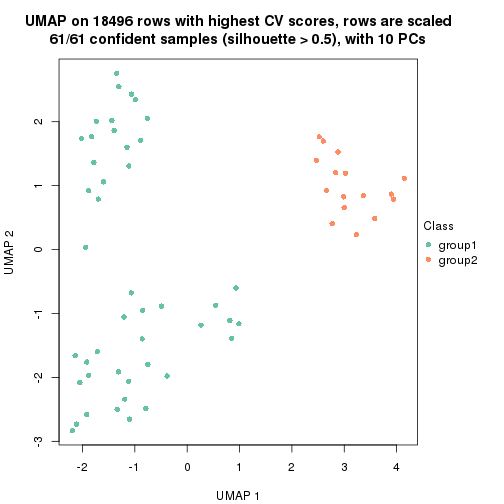 UMAP on 18496 rows with highest CV scores, rows are scaled
61/61 confident samples (silhouette > 0.5), with 10 PCs
UMAP 2
2
1
0
-1
-2
-3
-2
-1
0
1
2
3
4
UMAP 1
Class
group1
group2